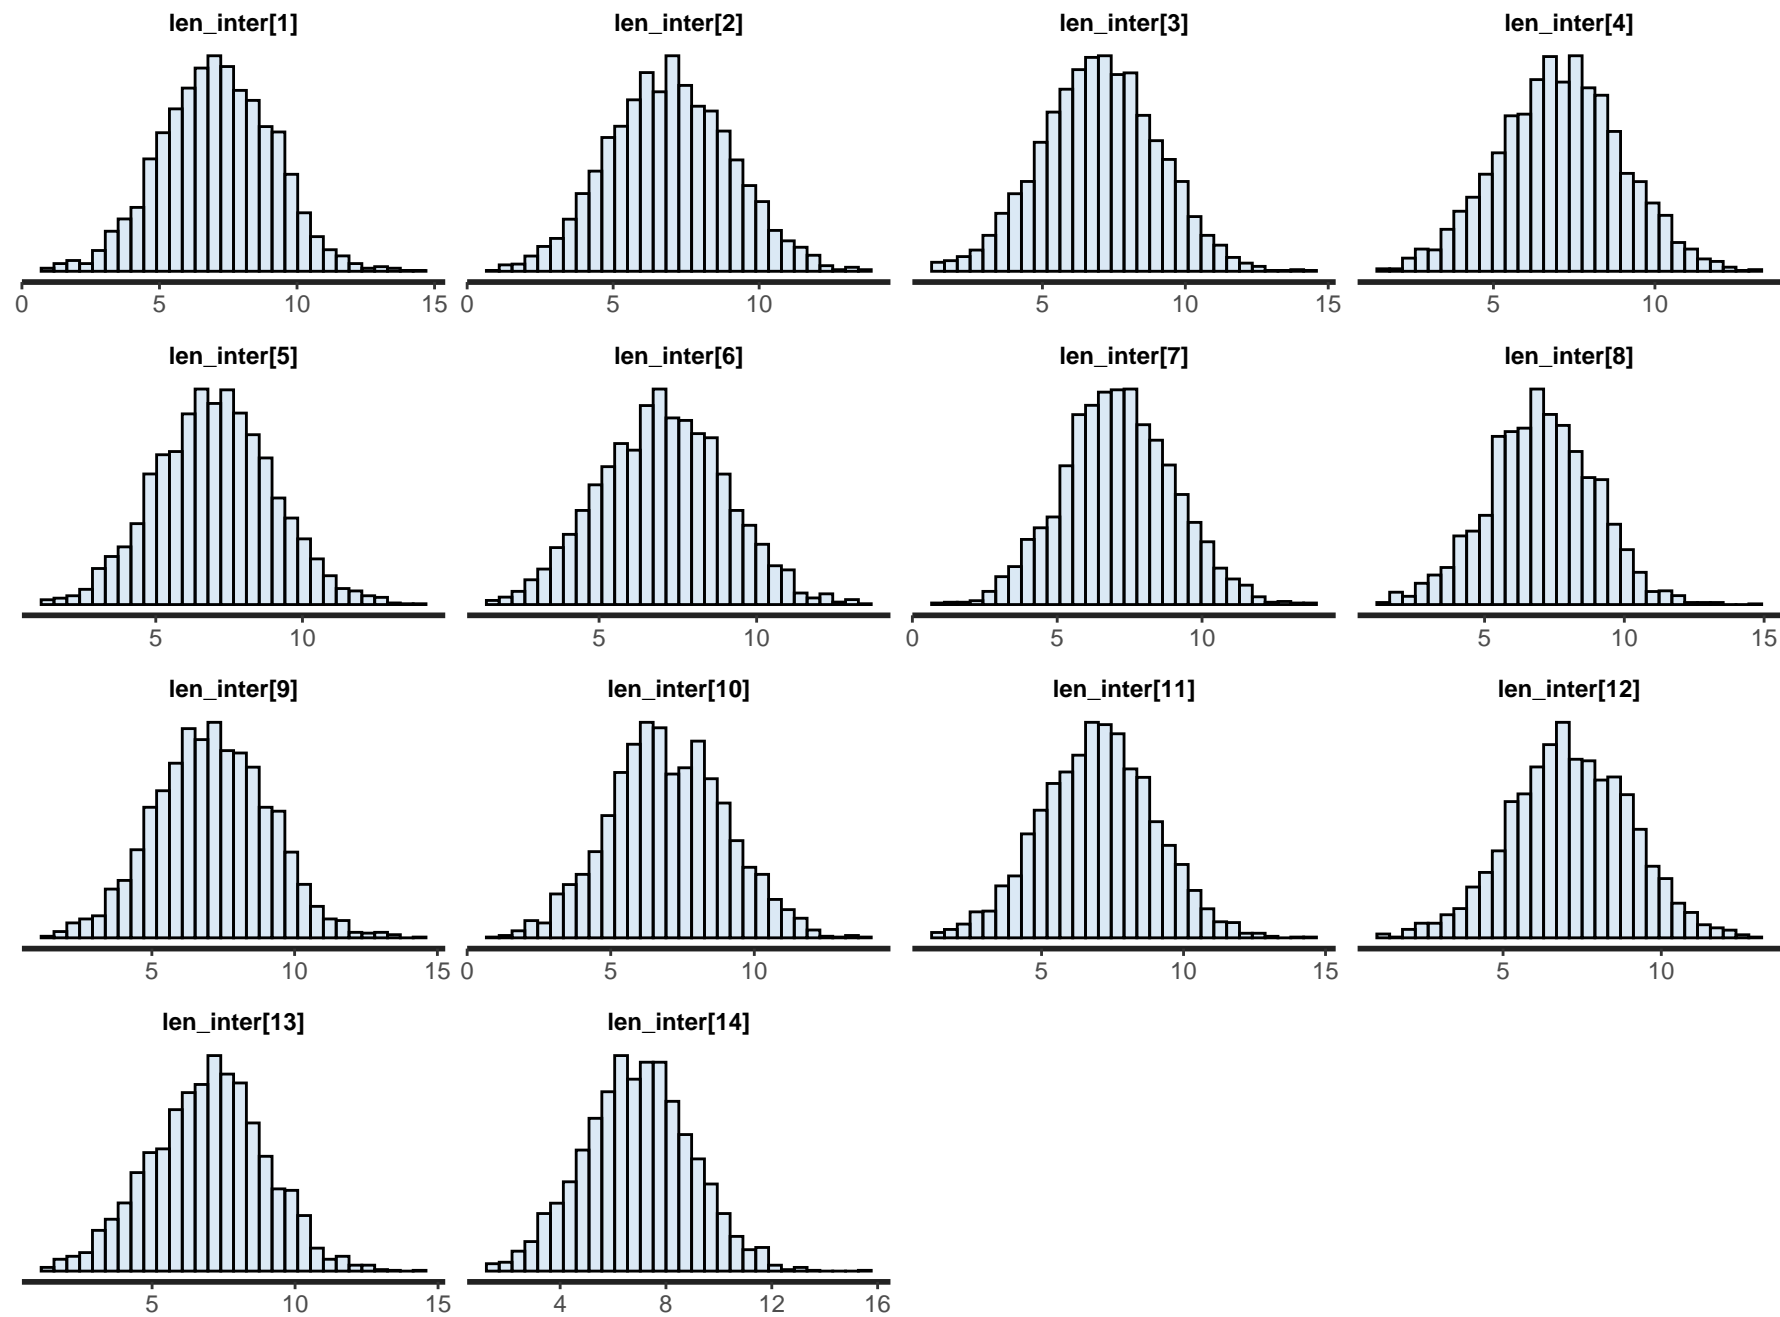 len_inter[1] len_inter[2] len_inter[3] len_inter[4]
0 5 10 15 0 5 10 5 10 15 5 10
len_inter[5] len_inter[6] len_inter[7] len_inter[8]
5 10 5 10 0 5 10 5 10 15
len_inter[9] len_inter[10] len_inter[11] len_inter[12]
5 10 15 0 5 10 5 10 15 5 10
len_inter[13] len_inter[14]
5 10 15 4 8 12 16